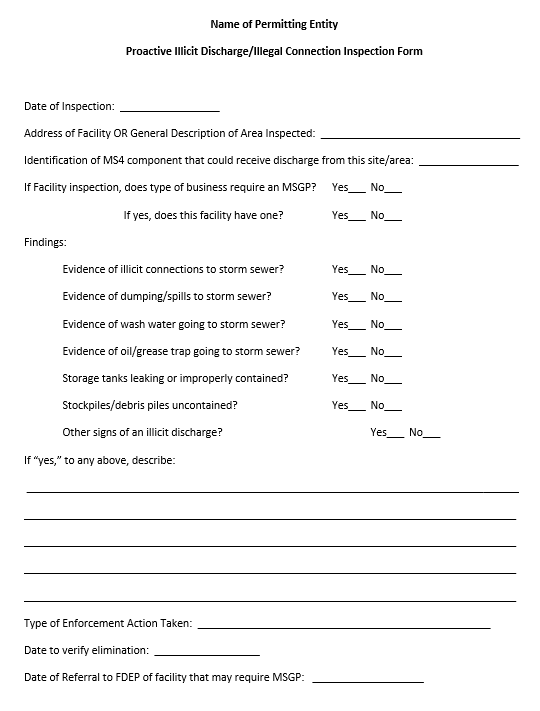 Name of Permitting Entity
Proactive Illicit Discharge/Illegal Connection Inspection Form
Date of Inspection: __________________
Address of Facility OR General Description of Area Inspected: ____________________________________
Identification of MS4 component that could receive discharge from this site/area: __________________
If Facility inspection, does type of business require an MSGP? Yes___ No___
If yes, does this facility have one? Yes___ No___
Findings:
Evidence of illicit connections to storm sewer? Yes___ No___
Evidence of dumping/spills to storm sewer? Yes___ No___
Evidence of wash water going to storm sewer? Yes___ No___
Evidence of oil/grease trap going to storm sewer? Yes___ No___
Storage tanks leaking or improperly contained? Yes___ No___
Stockpiles/debris piles uncontained? Yes___ No___
Other signs of an illicit discharge? Yes___ No___
If “yes,” to any above, describe:
Type of Enforcement Action Taken: _____________________________________________________
Date to verify elimination: ___________________
Date of Referral to FDEP of facility that may require MSGP: ____________________